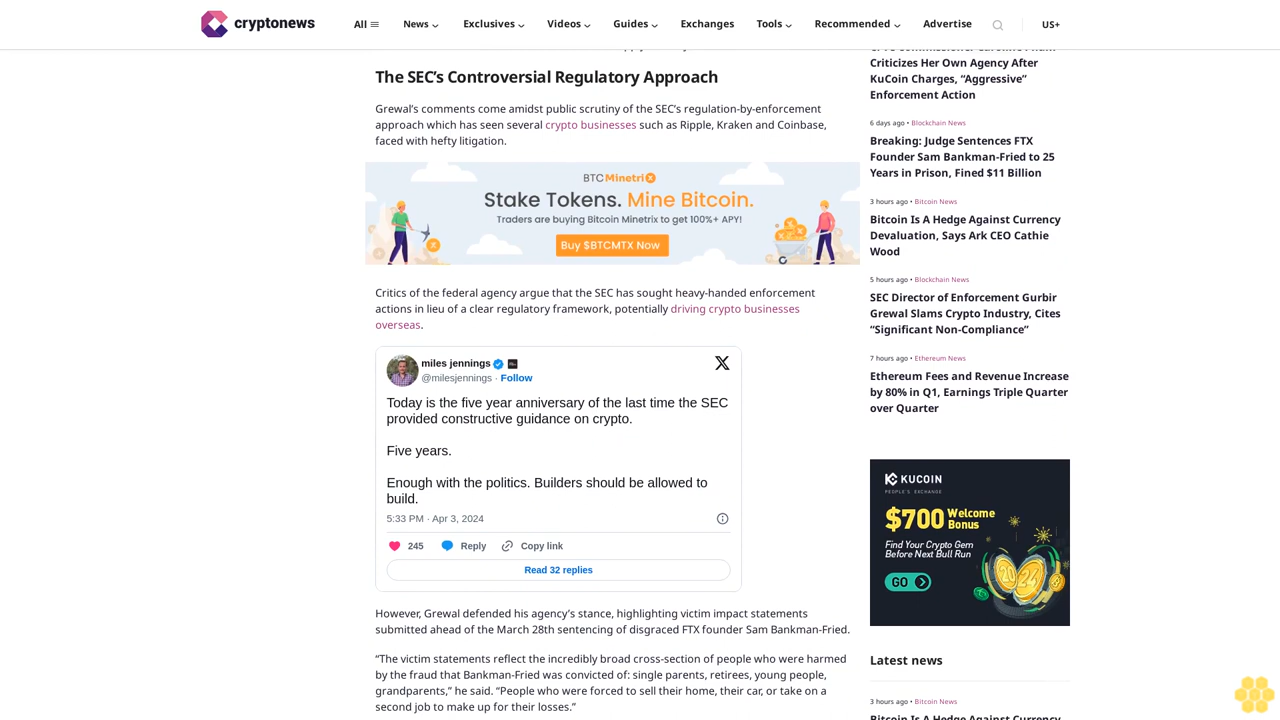 cryptonews
All
News
Exclusives
Videos
Guides
Exchanges
Tools
Recommended
Advertise
US+
The SEC's Controversial Regulatory Approach
Grewal's comments come amidst public scrutiny of the SEC's regulation-by-enforcement
approach which has seen several crypto businesses such as Ripple, Kraken and Coinbase,
faced with hefty litigation.
BTC Minetrix
Stake Tokens. Mine Bitcoin.
Traders are buying Bitcoin Minetrix to get 100%+ APY!
Buy $BTCMTX Now
Critics of the federal agency argue that the SEC has sought heavy-handed enforcement
actions in lieu of a clear regulatory framework, potentially driving crypto businesses
overseas.
miles jennings
@milesjennings · Follow
Today is the five year anniversary of the last time the SEC
provided constructive guidance on crypto.
Five years.
Enough with the politics. Builders should be allowed to
build.
5:33 PM · Apr 3, 2024
245
Reply
Copy link
Read 32 replies
However, Grewal defended his agency's stance, highlighting victim impact statements
submitted ahead of the March 28th sentencing of disgraced FTX founder Sam Bankman-Fried.
“The victim statements reflect the incredibly broad cross-section of people who were harmed
by the fraud that Bankman-Fried was convicted of: single parents, retirees, young people,
grandparents,” he said. “People who were forced to sell their home, their car, or take on a
second job to make up for their losses.”
Criticizes Her Own Agency After
KuCoin Charges, “Aggressive”
Enforcement Action
6 days ago • Blockchain News
Breaking: Judge Sentences FTX
Founder Sam Bankman-Fried to 25
Years in Prison, Fined $11 Billion
3 hours ago • Bitcoin News
Bitcoin Is A Hedge Against Currency
Devaluation, Says Ark CEO Cathie
Wood
5 hours ago • Blockchain News
SEC Director of Enforcement Gurbir
Grewal Slams Crypto Industry, Cites
“Significant Non-Compliance”
7 hours ago • Ethereum News
Ethereum Fees and Revenue Increase
by 80% in Q1, Earnings Triple Quarter
over Quarter
KUCOIN
PEOPLE'S EXCHANGE
$700 Welcome
Bonus
Find Your Crypto Gem
Before Next Bull Run
GO
2024
Latest news
3 hours ago • Bitcoin News
Bitcoin Is A Hedge Against Currency